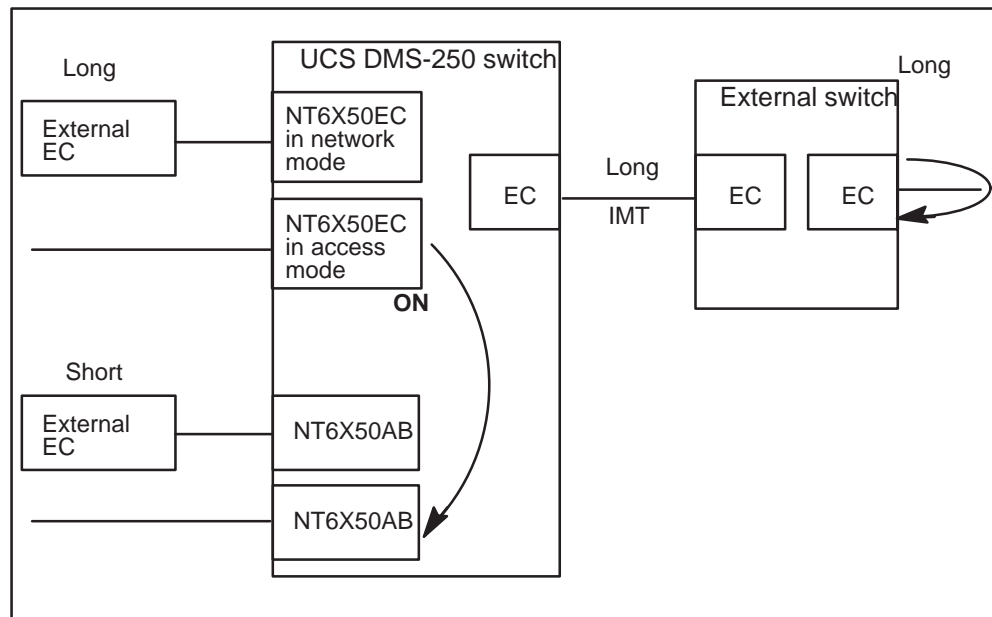 UCS DMS-250 switch
Long
Long
External switch
NT6X50EC
in network
mode
External
EC
Long
EC
EC
EC
IMT
NT6X50EC
in access
mode
ON
Short
External
EC
NT6X50AB
NT6X50AB